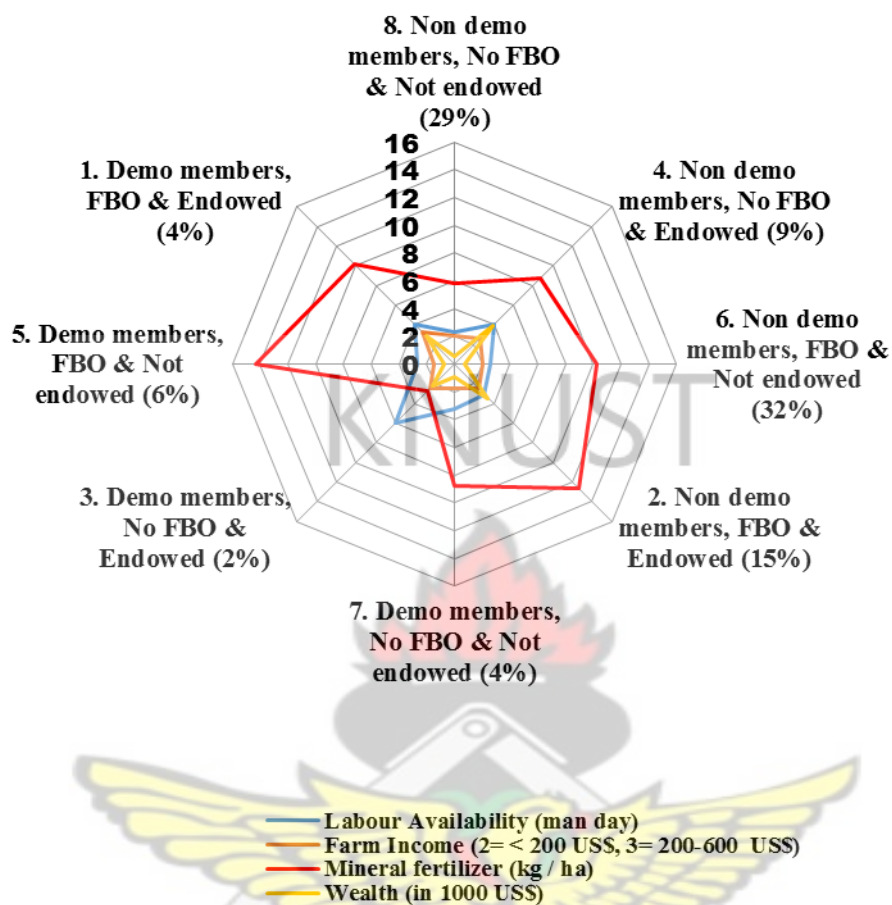 8. Non demo
members, No FBO
& Not endowed
(29%)
16
14
12
10
8
6
4
2
0
1. Demo members,
FBO & Endowed
(4%)
4. Non demo
members, No FBO
& Endowed (9%)
5. Demo members,
FBO & Not
endowed (6%)
6. Non demo
members, FBO &
Not endowed
(32%)
KNUST
3. Demo members,
No FBO &
Endowed (2%)
2. Non demo
members, FBO &
Endowed (15%)
7. Demo members,
No FBO & Not
endowed (4%)
Labour Availability (man day)
Farm Income (2= < 200 US$, 3= 200-600 US$)
Mineral fertilizer (kg / ha)
Wealth (in 1000 US$)